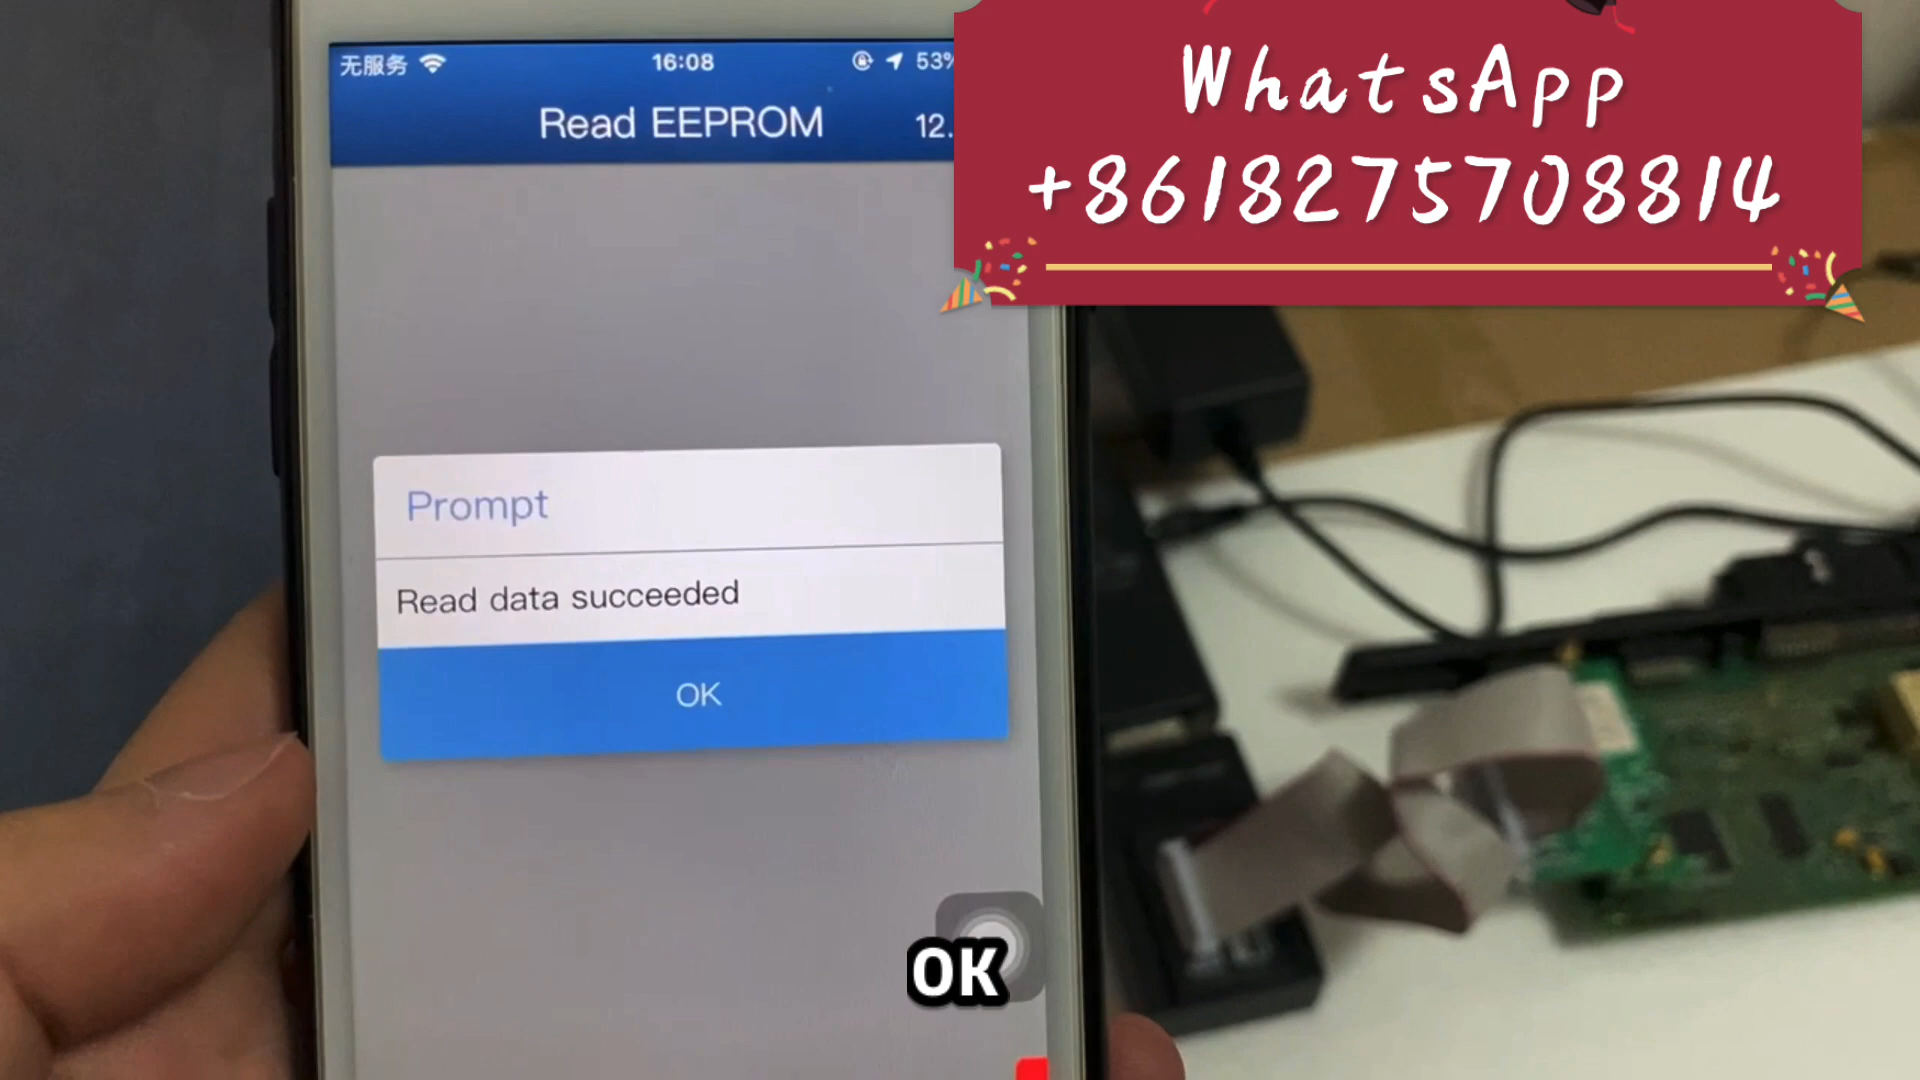 无服务
16:08
53%
Read EEPROM
12.
WhatsApp
+8618275708814
Prompt
Read data succeeded
OK
OK